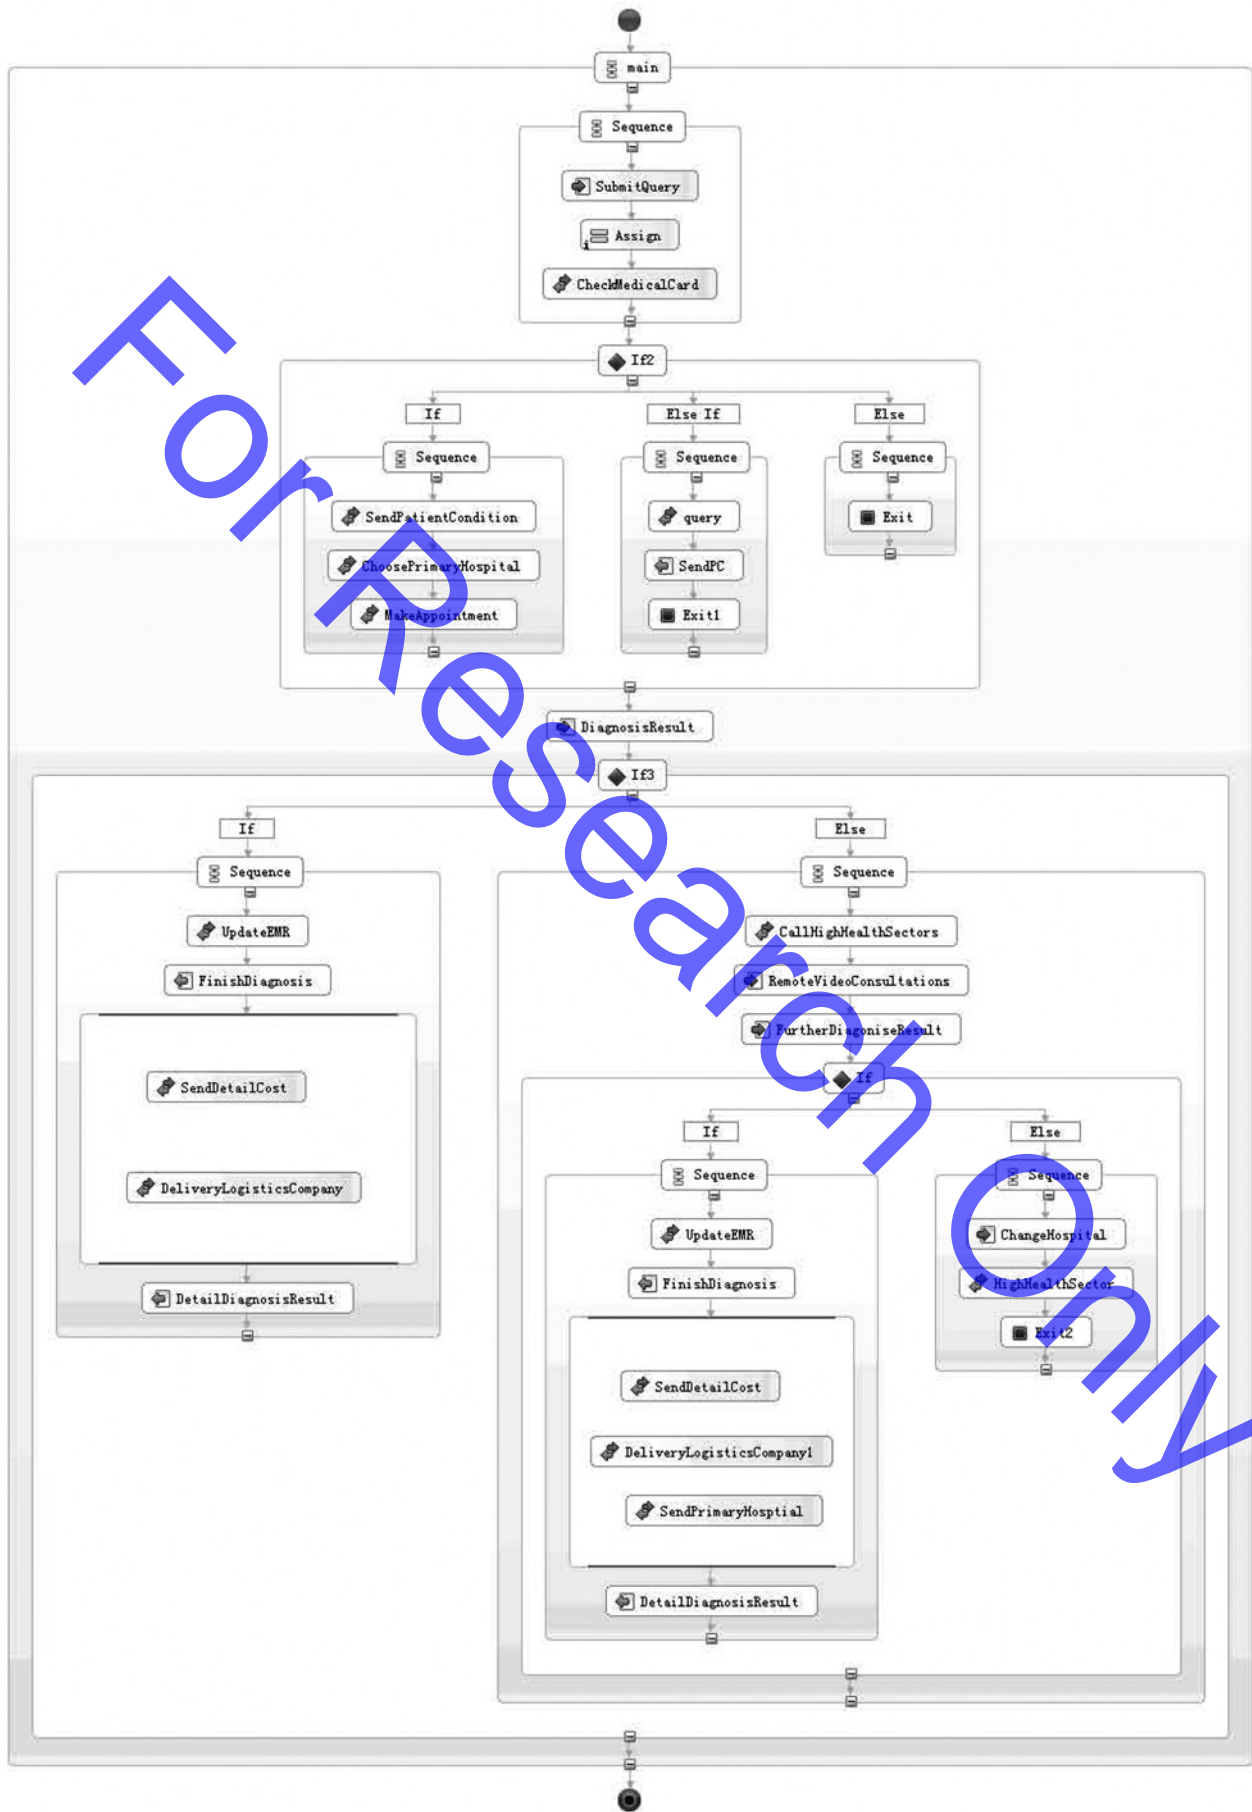 main
Sequence
SubmitQuery
Assign
CheckMedicalCard
If2
If
Else If
Else
Sequence
Sequence
Sequence
SendPatientCondition
query
Exit
ChoosePrimaryHospital
SendPC
MakeAppointment
Exit1
DiagnosisResult
If3
If
Else
Sequence
Sequence
UpdateEMR
CallHighHealthSectors
FinishDiagnosis
RemoteVideoConsultations
FurtherDiagoniseResult
If
SendDetailCost
If
Else
Sequence
Sequence
DeliveryLogisticsCompany
UpdateEMR
ChangeHospital
FinishDiagnosis
HighHealthSector
DetailDiagnosisResult
Exit2
SendDetailCost
DeliveryLogisticsCompany1
SendPrimaryHosptial
DetailDiagnosisResult
For Research Only